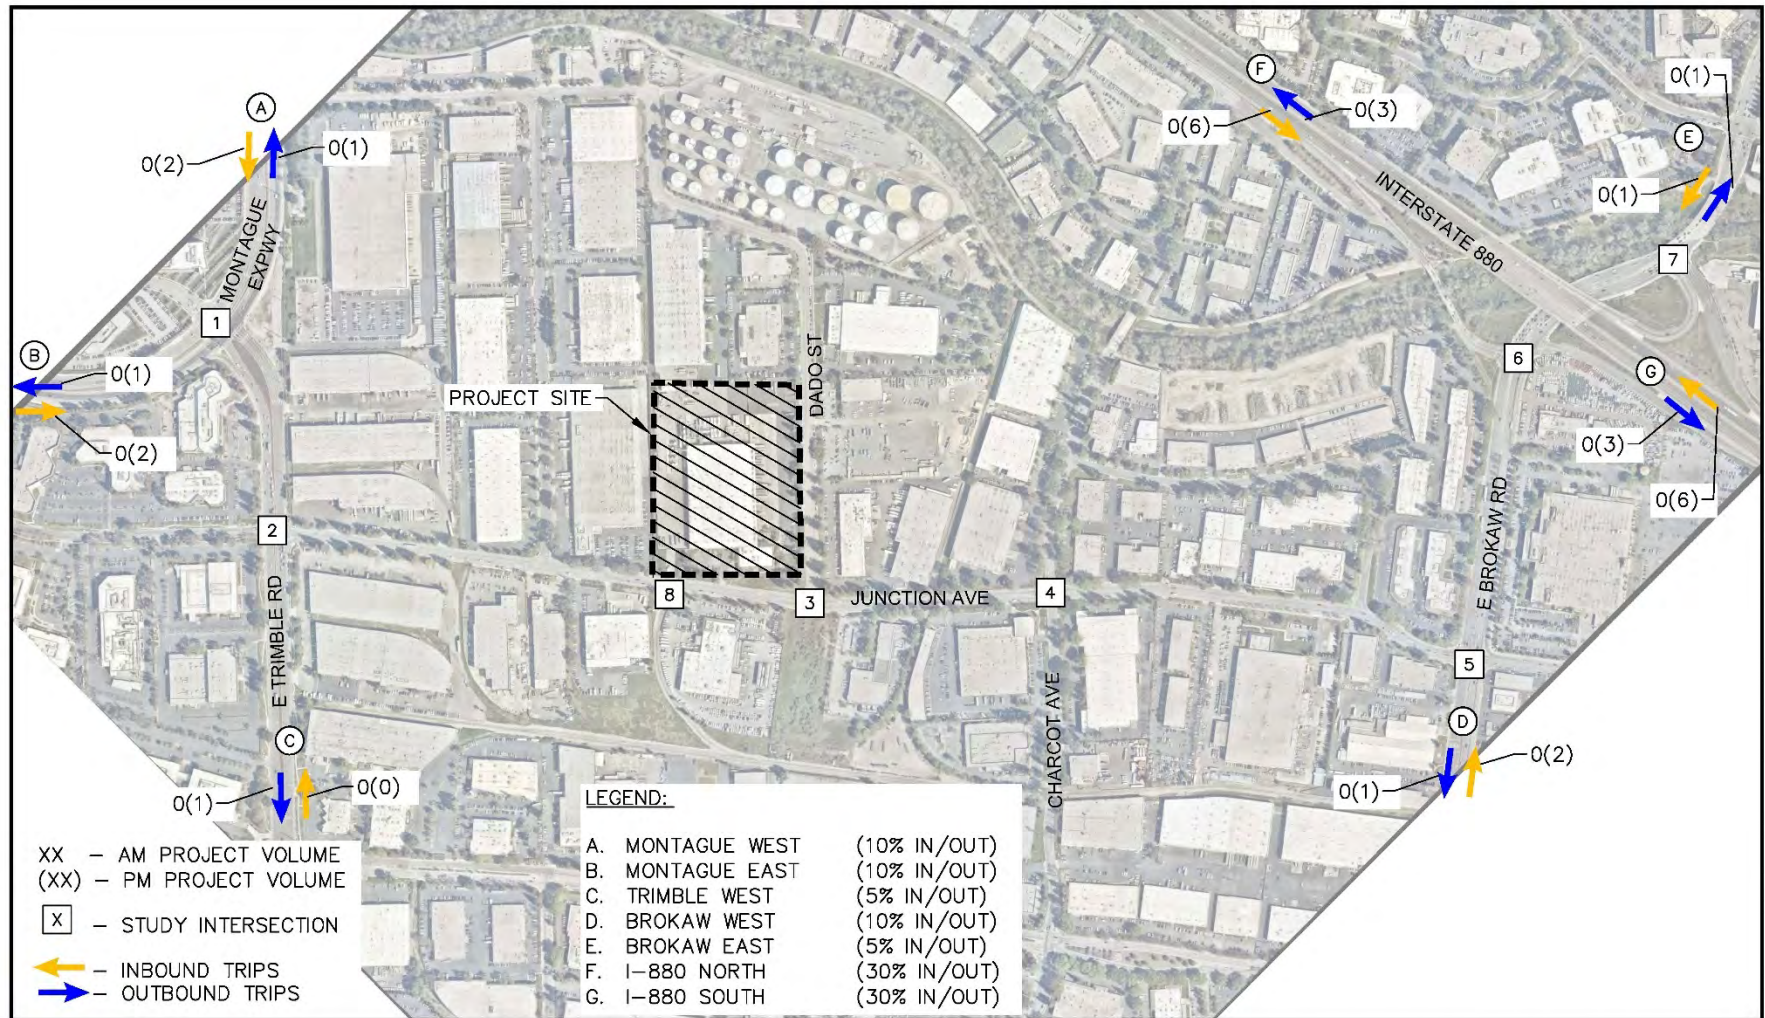 F
0(1)
0(3)
0(6)
A
E
0(2)
0(1)
0(1)
MONTAGUE
EXPWY
INTERSTATE 880
7
1
B
DADO ST
6
0(1)
G
PROJECT SITE
0(3)
0(2)
0(6)
E BROKAW RD
2
8
3
JUNCTION AVE
4
E TRIMBLE RD
5
CHARCOT AVE
D
C
0(2)
0(1)
0(0)
0(1)
LEGEND:
A. MONTAGUE WEST (10% IN/OUT)
B. MONTAGUE EAST (10% IN/OUT)
C. TRIMBLE WEST (5% IN/OUT)
D. BROKAW WEST (10% IN/OUT)
E. BROKAW EAST (5% IN/OUT)
F. I-880 NORTH (30% IN/OUT)
G. I-880 SOUTH (30% IN/OUT)
XX - AM PROJECT VOLUME
(XX) - PM PROJECT VOLUME
X - STUDY INTERSECTION
- INBOUND TRIPS
- OUTBOUND TRIPS